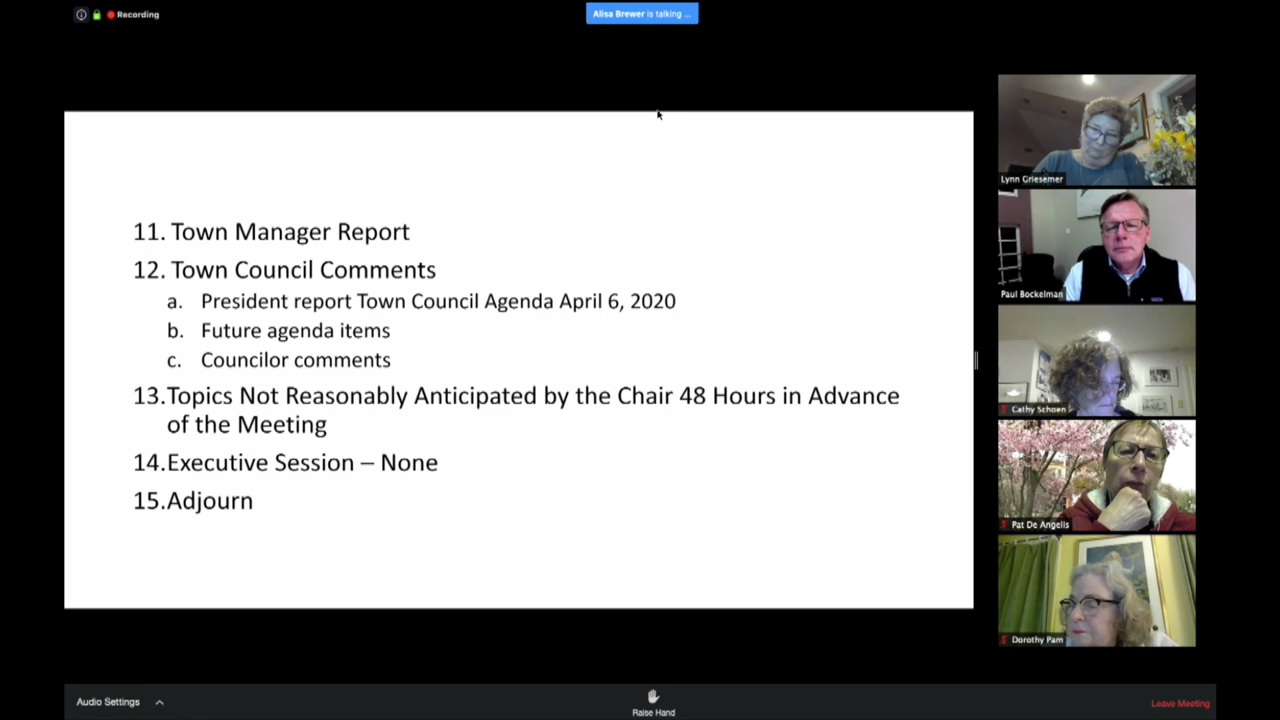 Recording
Alisa Brewer is talking ...
11. Town Manager Report
12. Town Council Comments
a. President report Town Council Agenda April 6, 2020
b. Future agenda items
c. Councilor comments
13.Topics Not Reasonably Anticipated by the Chair 48 Hours in Advance
of the Meeting
14.Executive Session – None
15.Adjourn
Lynn Griesemer
Paul Bockelman
Cathy Schoen
Pat De Angelis
Dorothy Pam
Audio Settings
Raise Hand
Leave Meeting